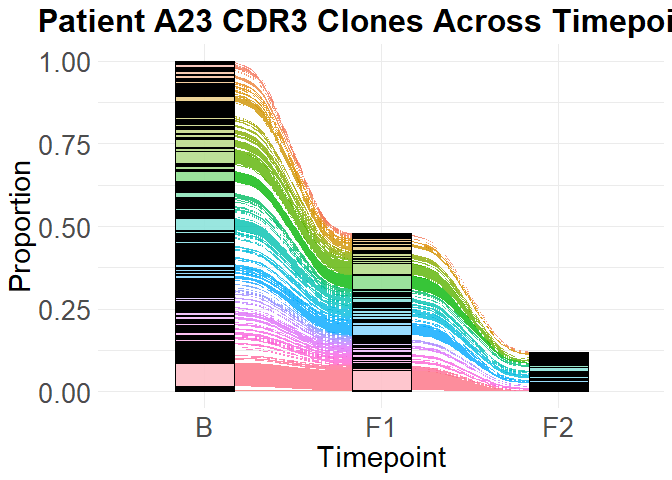 Patient A23 CDR3 Clones Across Timepoi
1.00
0.75
0.50
0.25
0.00
Proportion
B F1 F2
Timepoint